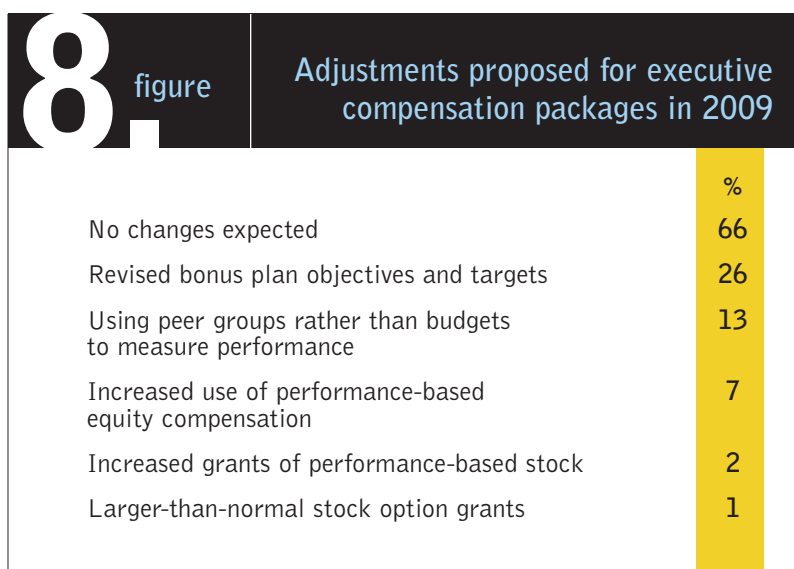 8. figure
Adjustments proposed for executive
compensation packages in 2009
%
No changes expected 66
Revised bonus plan objectives and targets 26
Using peer groups rather than budgets 13
to measure performance
Increased use of performance-based 7
equity compensation
Increased grants of performance-based stock 2
Larger-than-normal stock option grants 1